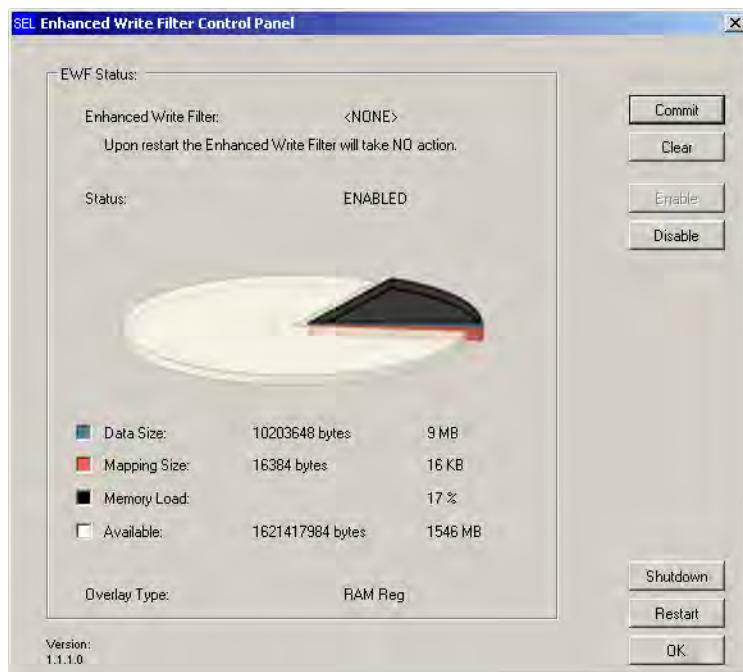 SEL Enhanced Write Filter Control Panel
EWF Status:
Enhanced Write Filter: <NONE>
Upon restart the Enhanced Write Filter will take NO action.
Status: ENABLED
Data Size: 10203648 bytes 9 MB
Mapping Size: 16384 bytes 16 KB
Memory Load: 17 %
Available: 1621417984 bytes 1546 MB
Overlay Type: RAM Reg
Version:
1.1.1.0
Commit
Clear
Enable
Disable
Shutdown
Restart
OK